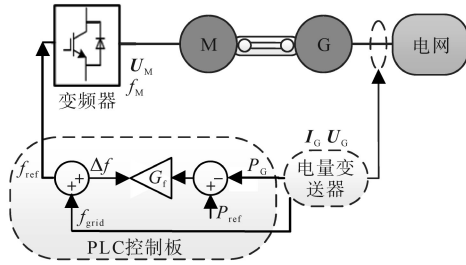 M
G
电网
U_M
f_M
变频器
I_G U_G
电量变
送器
f_ref
Δf
G_f
P_G
+
+
+
−
f_grid
P_ref
PLC控制板